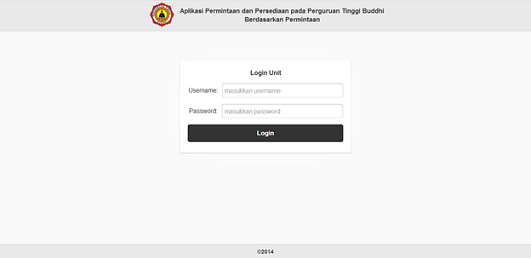 Aplikasi Permintaan dan Persediaan pada Perguruan Tinggi Buddhi
Berdasarkan Permintaan
Login Unit
Username: masukkan username
Password: masukkan password
Login
©2014